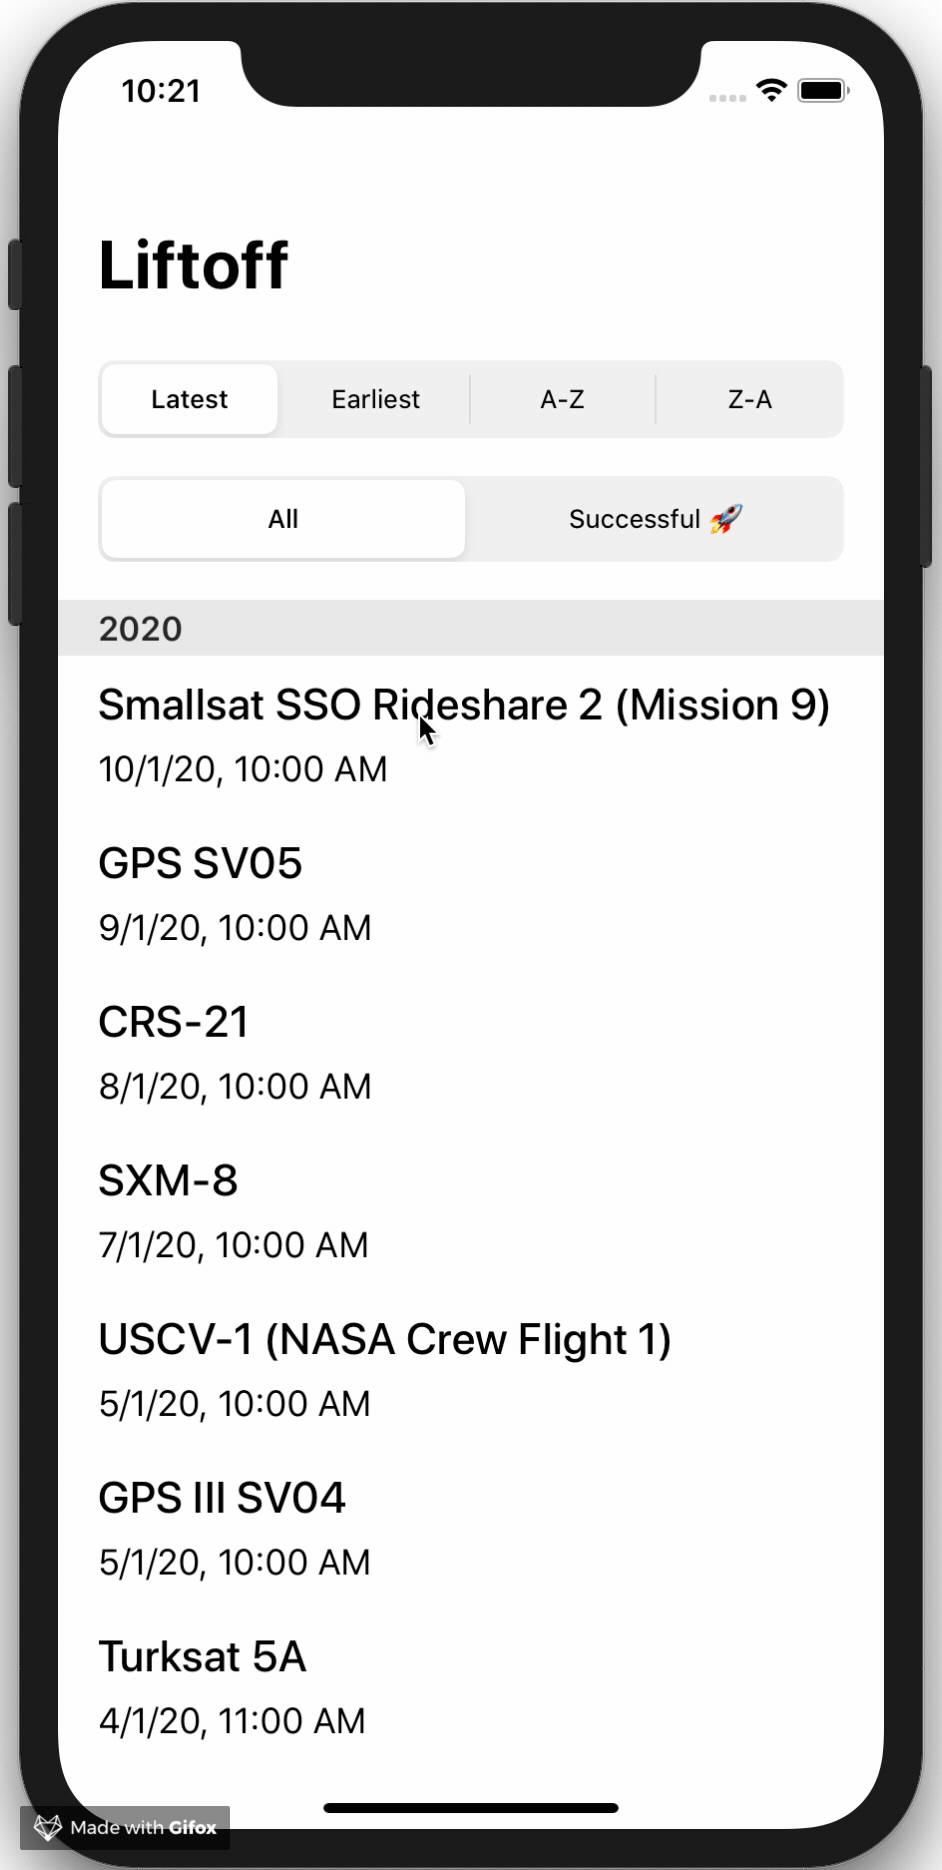 10:21
Liftoff
Latest Earliest A-Z Z-A
All Successful 🚀
2020
Smallsat SSO Rideshare 2 (Mission 9)
10/1/20, 10:00 AM
GPS SV05
9/1/20, 10:00 AM
CRS-21
8/1/20, 10:00 AM
SXM-8
7/1/20, 10:00 AM
USCV-1 (NASA Crew Flight 1)
5/1/20, 10:00 AM
GPS III SV04
5/1/20, 10:00 AM
Turksat 5A
4/1/20, 11:00 AM
Made with Gifox